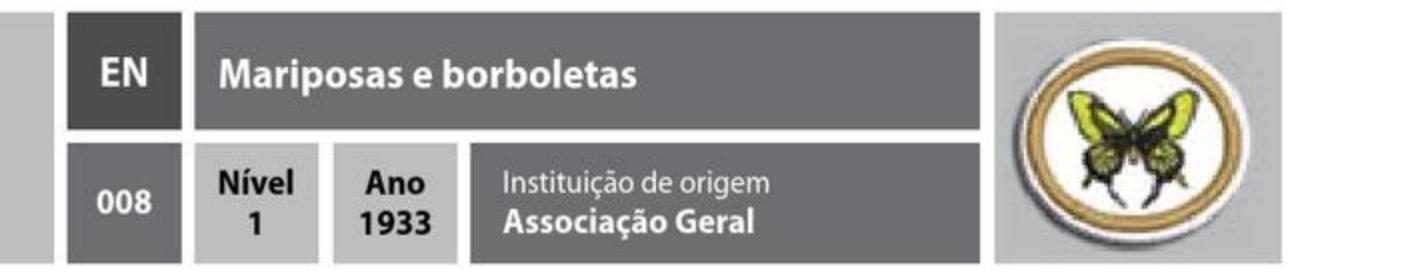 EN
Mariposas e borboletas
008
Nível
1
Ano
1933
Instituição de origem
Associação Geral